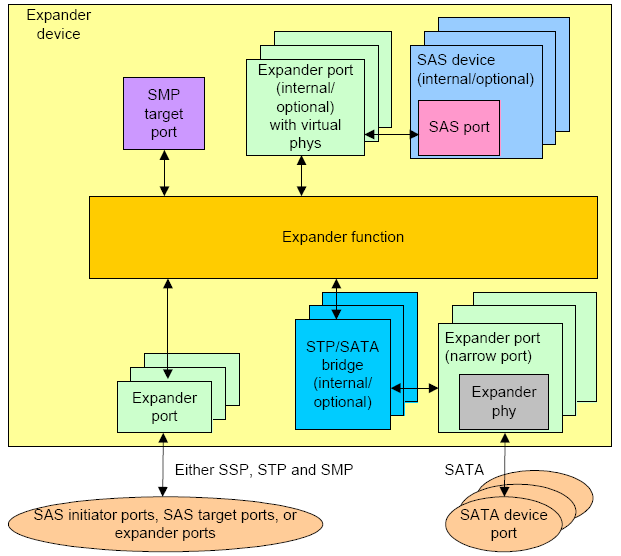 Expander
device
SMP
target
port
Expander port
(internal/
optional)
with virtual
phys
SAS device
(internal/optional)
SAS port
Expander function
Expander
port
STP/SATA
bridge
(internal/
optional)
Expander port
(narrow port)
Expander
phy
Either SSP, STP and SMP
SATA
SAS initiator ports, SAS target ports, or
expander ports
SATA device
port